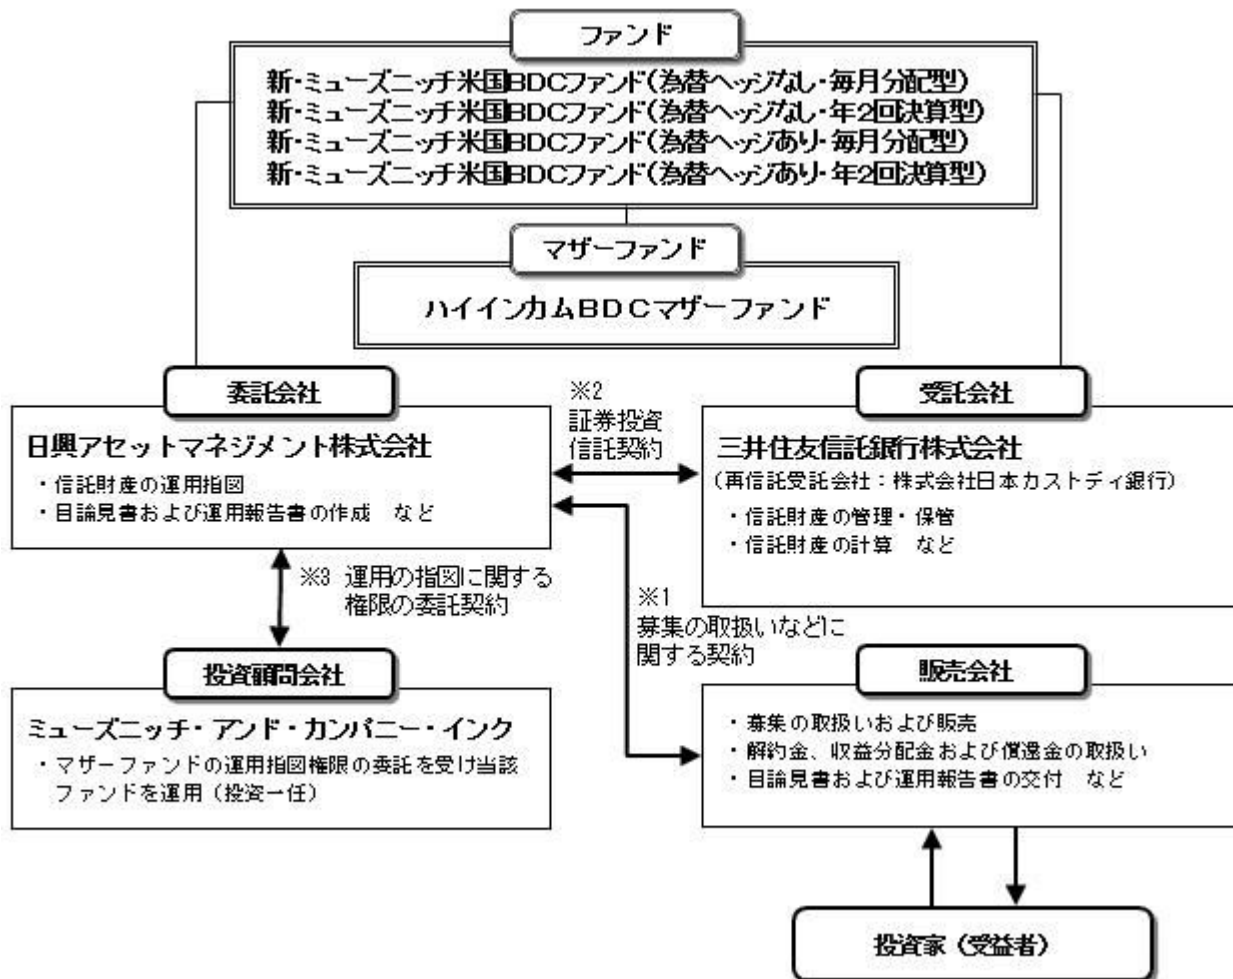 ファンド
新・ミューズニッチ米国BDCファンド(為替ヘッジなし・毎月分配型)
新・ミューズニッチ米国BDCファンド(為替ヘッジなし・年2回決算型)
新・ミューズニッチ米国BDCファンド(為替ヘッジあり・毎月分配型)
新・ミューズニッチ米国BDCファンド(為替ヘッジあり・年2回決算型)
マザーファンド
ハイインカムBDCマザーファンド
委託会社
日興アセットマネジメント株式会社
・信託財産の運用指図
・目論見書および運用報告書の作成 など
※2
証券投資
信託契約
受託会社
三井住友信託銀行株式会社
(再信託受託会社:株式会社日本カストディ銀行)
・信託財産の管理・保管
・信託財産の計算 など
※3 運用の指図に関する
権限の委託契約
※1
募集の取扱いなどに
関する契約
投資顧問会社
ミューズニッチ・アンド・カンパニー・インク
・マザーファンドの運用指図権限の委託を受け当該
ファンドを運用(投資一任)
販売会社
・募集の取扱いおよび販売
・解約金、収益分配金および償還金の取扱い
・目論見書および運用報告書の交付 など
投資家(受益者)